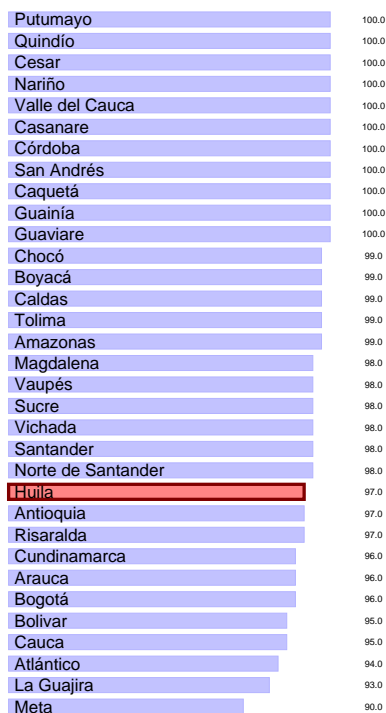 Putumayo 100.0
Quindío 100.0
Cesar 100.0
Nariño 100.0
Valle del Cauca 100.0
Casanare 100.0
Córdoba 100.0
San Andrés 100.0
Caquetá 100.0
Guainía 100.0
Guaviare 100.0
Chocó 99.0
Boyacá 99.0
Caldas 99.0
Tolima 99.0
Amazonas 99.0
Magdalena 98.0
Vaupés 98.0
Sucre 98.0
Vichada 98.0
Santander 98.0
Norte de Santander 98.0
Huila 97.0
Antioquia 97.0
Risaralda 97.0
Cundinamarca 96.0
Arauca 96.0
Bogotá 96.0
Bolivar 95.0
Cauca 95.0
Atlántico 94.0
La Guajira 93.0
Meta 90.0